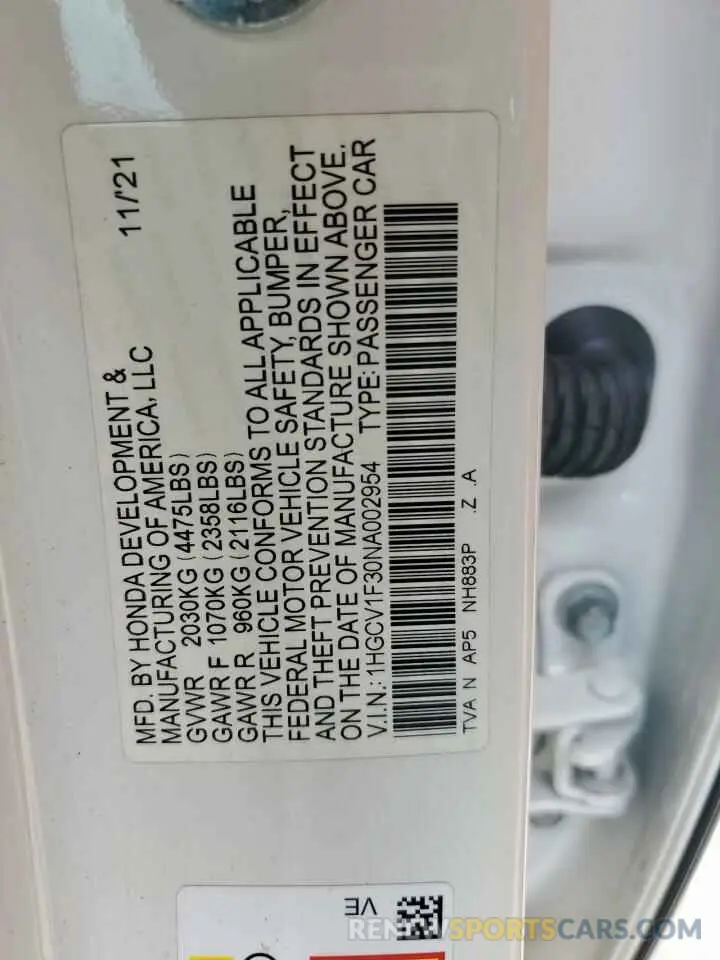 MFD. BY HONDA DEVELOPMENT & 11/'21
MANUFACTURING OF AMERICA, LLC
GVWR 2030KG (4475LBS)
GAWR F 1070KG (2358LBS)
GAWR R 960KG (2116LBS)
THIS VEHICLE CONFORMS TO ALL APPLICABLE
FEDERAL MOTOR VEHICLE SAFETY, BUMPER,
AND THEFT PREVENTION STANDARDS IN EFFECT
ON THE DATE OF MANUFACTURE SHOWN ABOVE.
V.I.N.: 1HGCV1F30NA002954 TYPE: PASSENGER CAR
TVA N AP5 NH883P .Z .A
VE
RENEWSPORTSCARS.COM